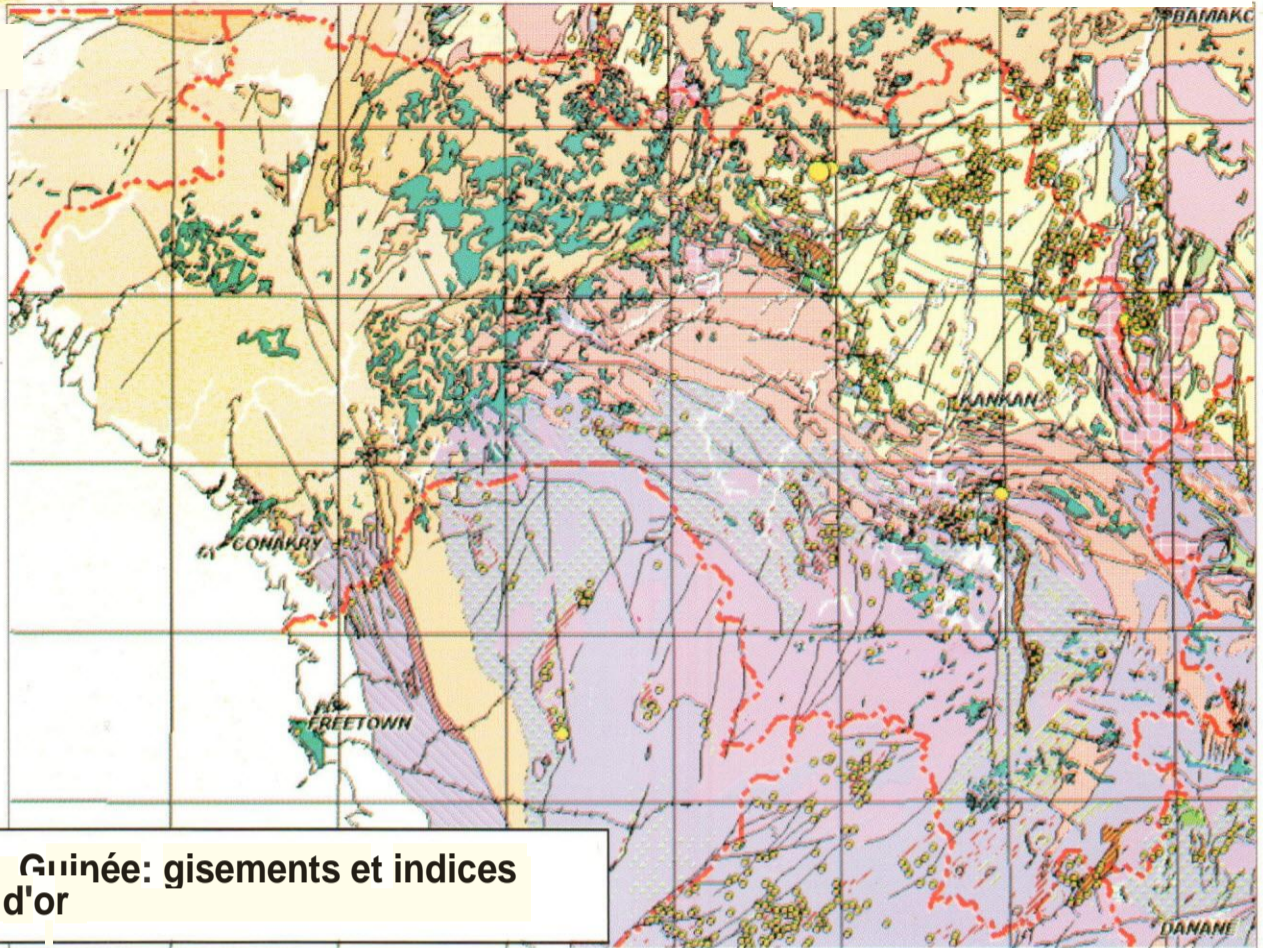 BAMAKO
KANKAN
CONAKRY
FREETOWN
Guinée: gisements et indices
d'or
DANANE